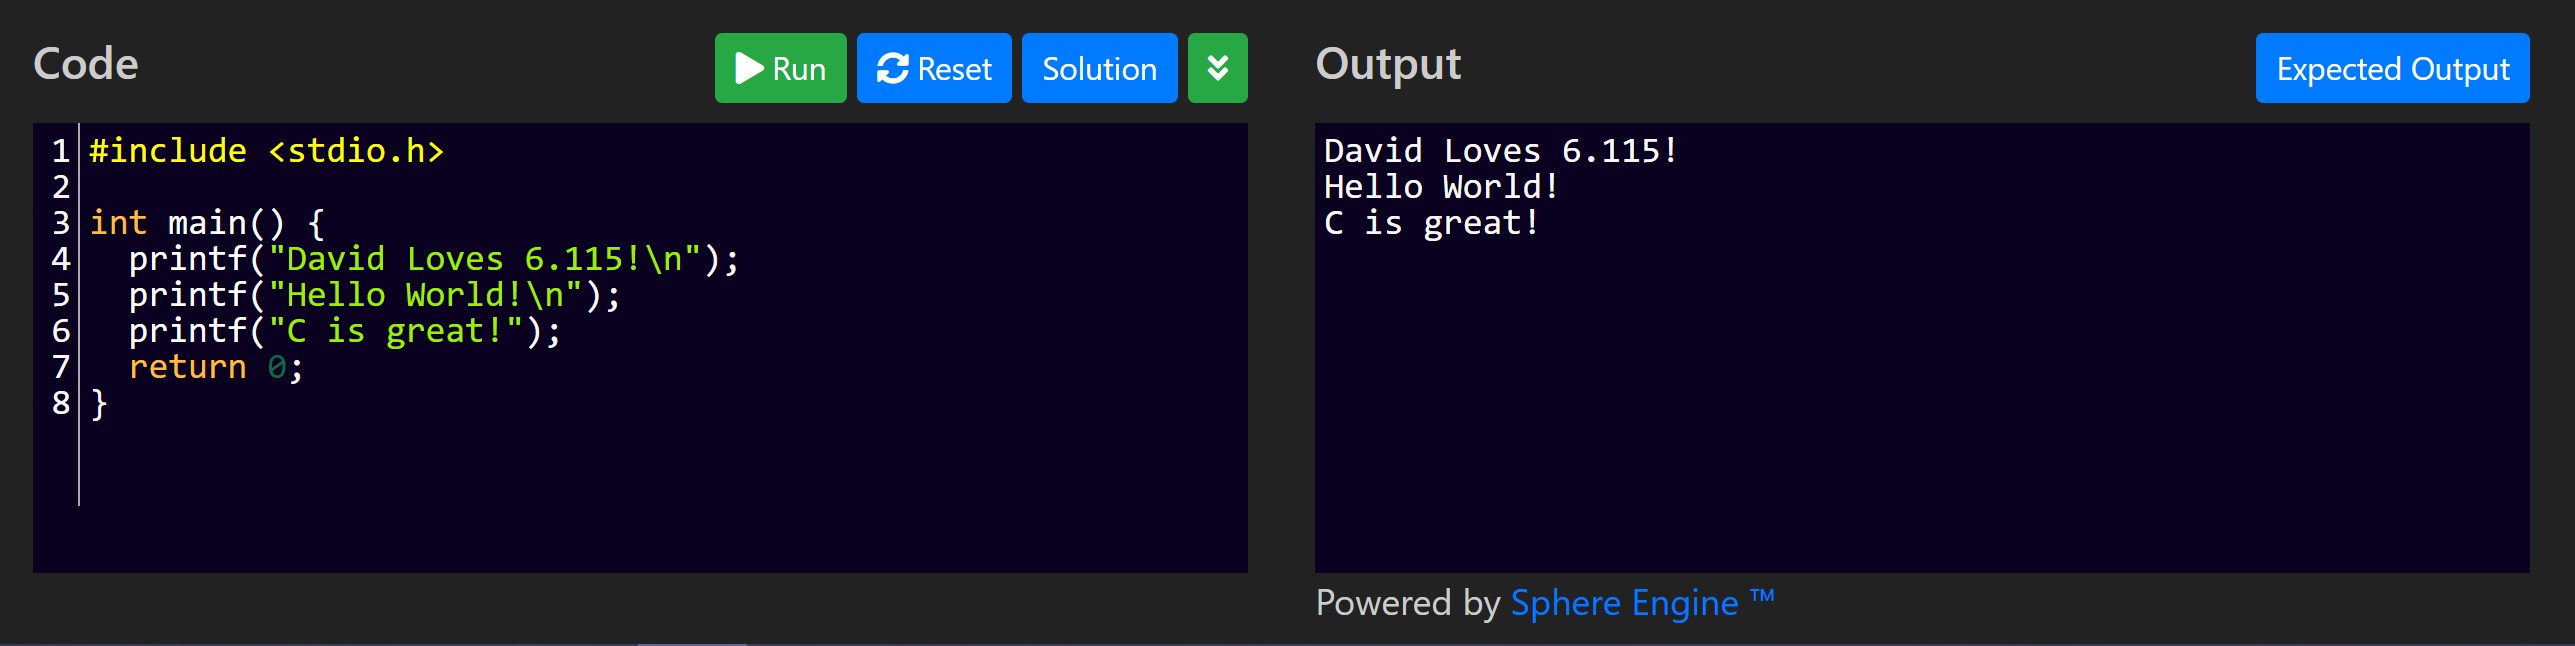 Code
Run
Reset
Solution
1 #include <stdio.h>
2
3 int main() {
4   printf("David Loves 6.115!\n");
5   printf("Hello World!\n");
6   printf("C is great!");
7   return 0;
8 }
Output
Expected Output
David Loves 6.115!
Hello World!
C is great!
Powered by Sphere Engine ™